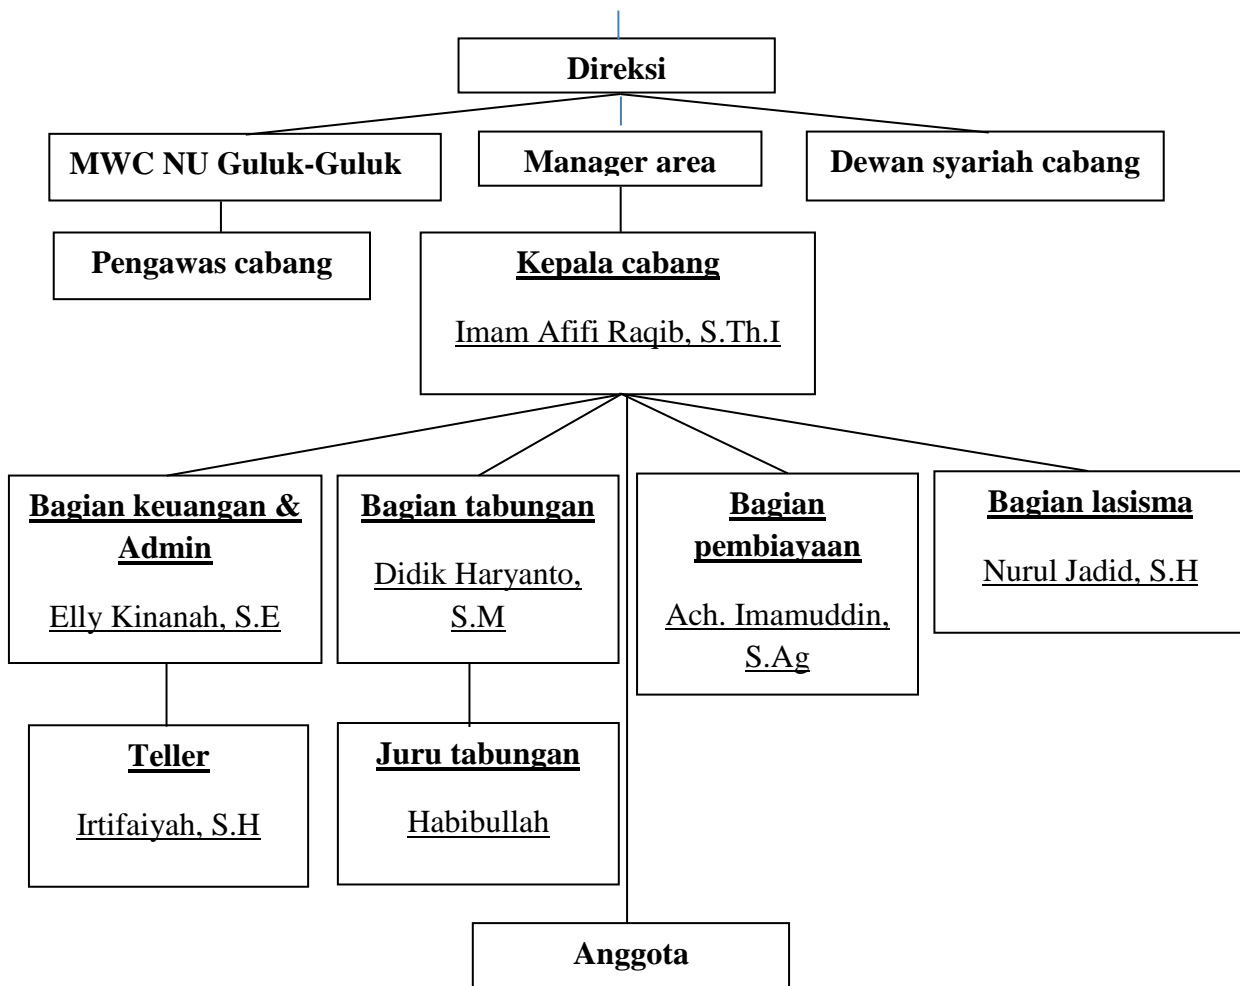 Direksi
MWC NU Guluk-Guluk
Manager area
Dewan syariah cabang
Pengawas cabang
Kepala cabang
Imam Afifi Raqib, S.Th.I
Bagian keuangan &
Admin
Elly Kinanah, S.E
Bagian tabungan
Didik Haryanto,
S.M
Bagian
pembiayaan
Ach. Imamuddin,
S.Ag
Bagian lasisma
Nurul Jadid, S.H
Teller
Irtifaiyah, S.H
Juru tabungan
Habibullah
Anggota